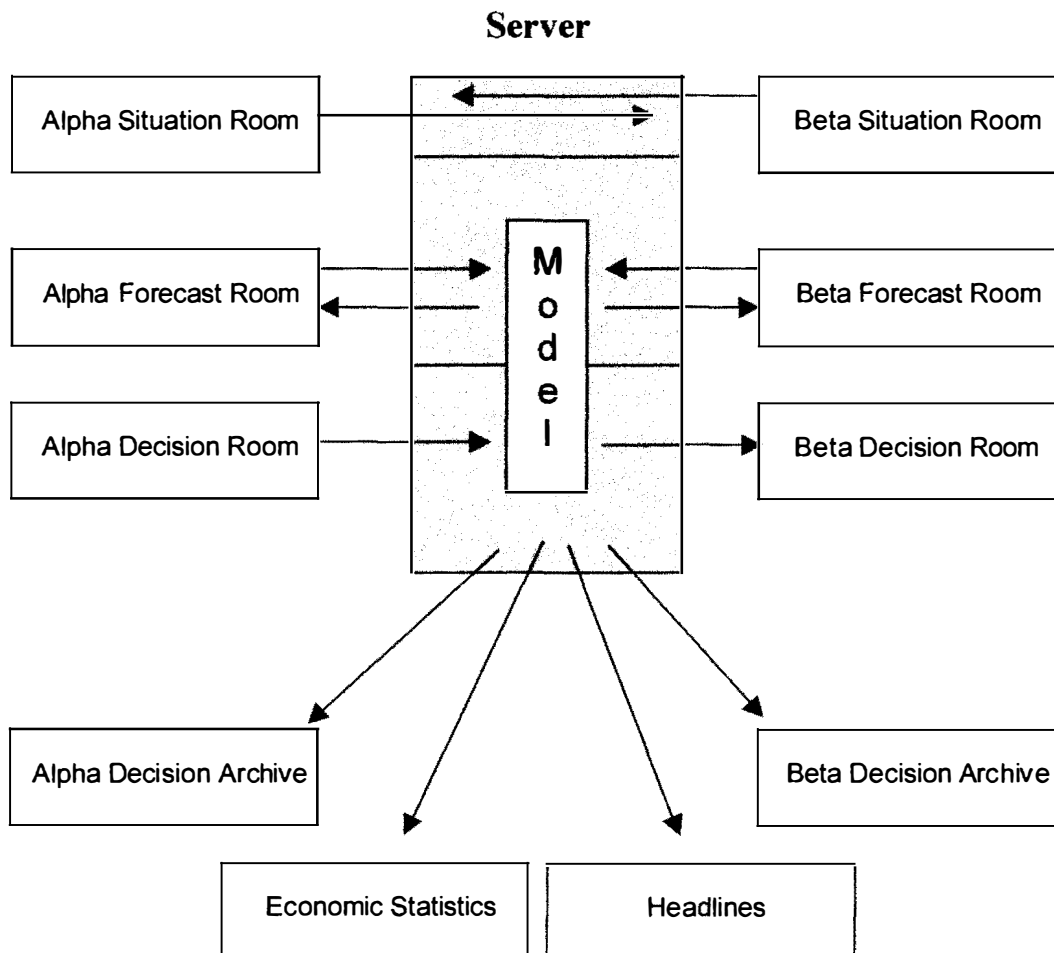 Server
Alpha Situation Room
Beta Situation Room
Model
Alpha Forecast Room
Beta Forecast Room
Alpha Decision Room
Beta Decision Room
Alpha Decision Archive
Beta Decision Archive
Economic Statistics
Headlines